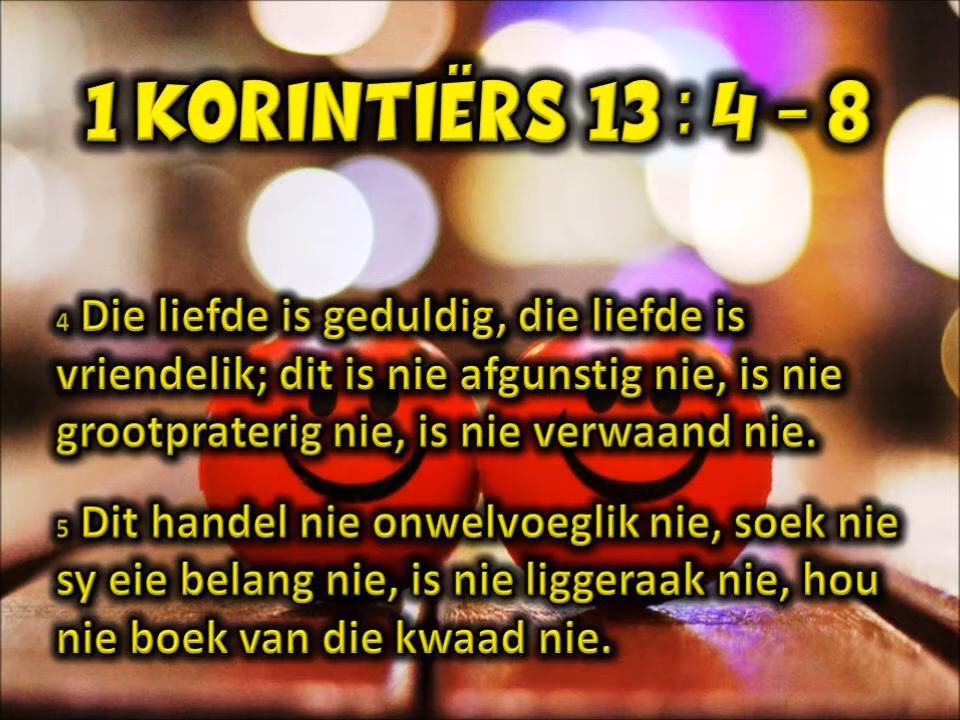 1 KORINTIËRS 13 : 4 – 8
4 Die liefde is geduldig, die liefde is
vriendelik; dit is nie afgunstig nie, is nie
grootpraterig nie, is nie verwaand nie.
5 Dit handel nie onwelvoeglik nie, soek nie
sy eie belang nie, is nie liggeraak nie, hou
nie boek van die kwaad nie.